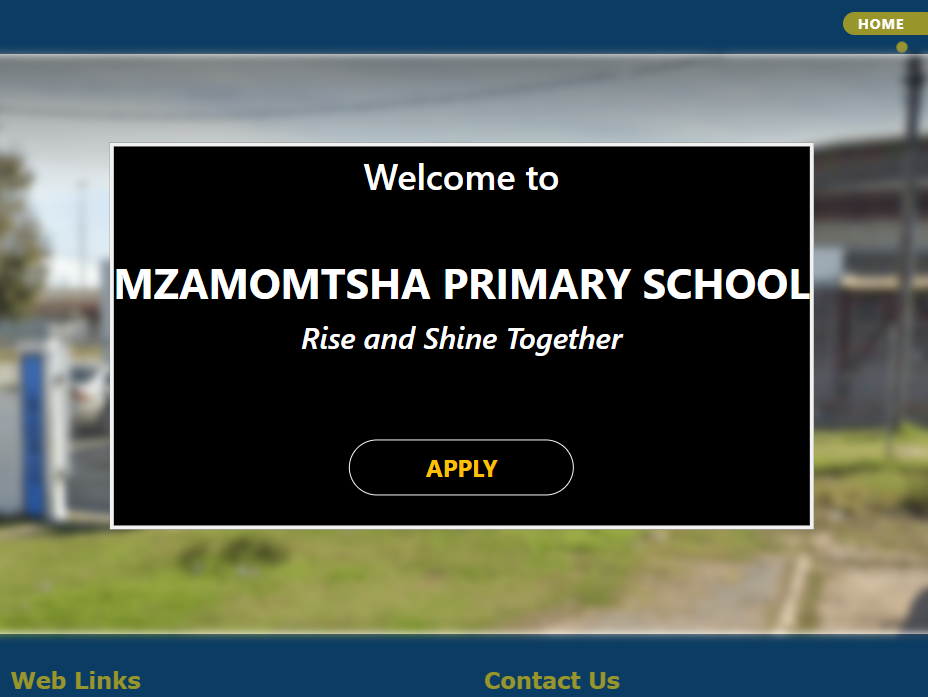 HOME
Welcome to
MZAMOMTSHA PRIMARY SCHOOL
Rise and Shine Together
APPLY
Web Links
Contact Us